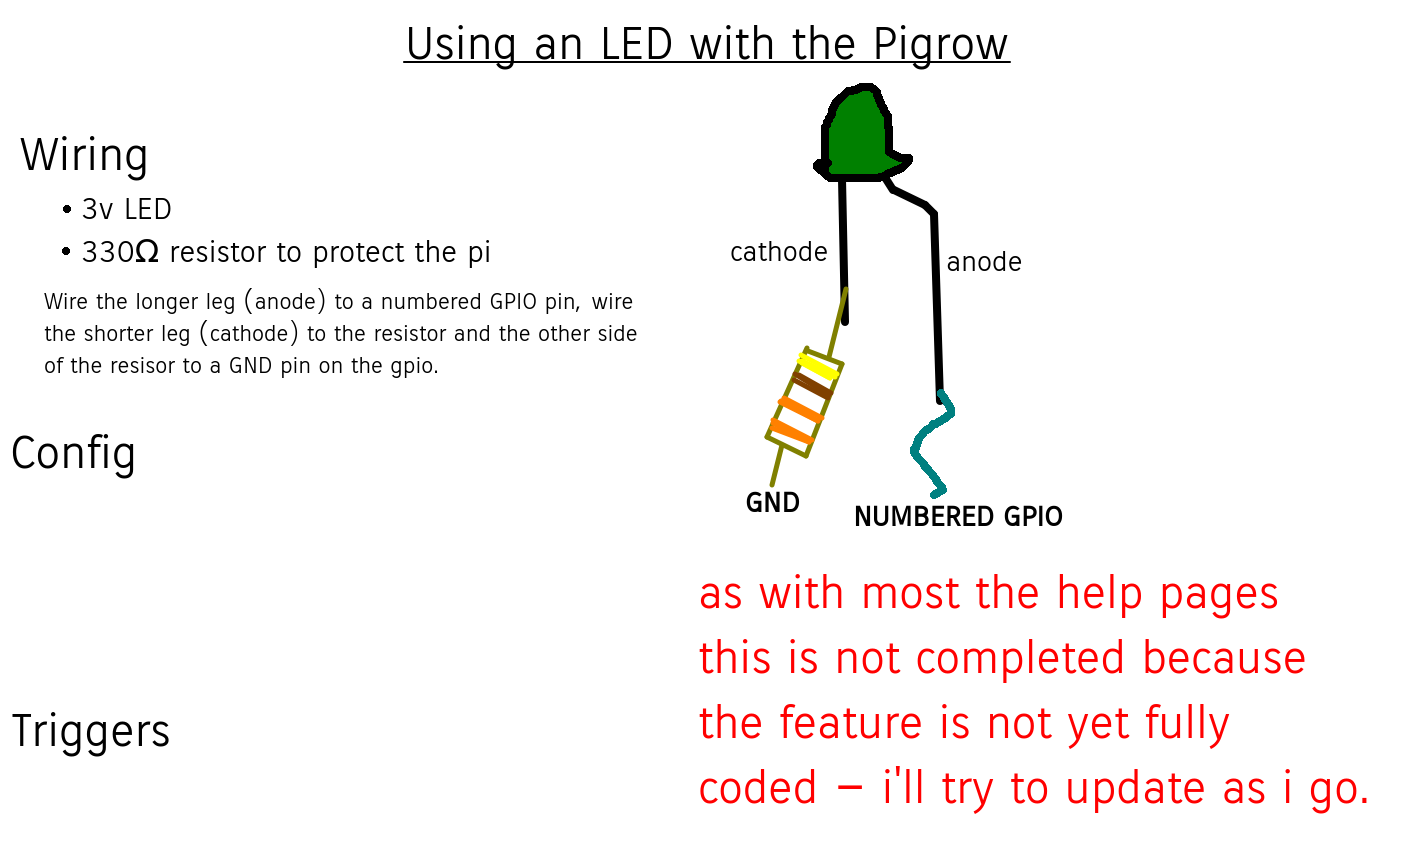 Using an LED with the Pigrow
Wiring
• 3v LED
• 330Ω resistor to protect the pi
Wire the longer leg (anode) to a numbered GPIO pin, wire
the shorter leg (cathode) to the resistor and the other side
of the resisor to a GND pin on the gpio.
cathode
anode
GND
NUMBERED GPIO
Config
Triggers
as with most the help pages
this is not completed because
the feature is not yet fully
coded – i'll try to update as i go.